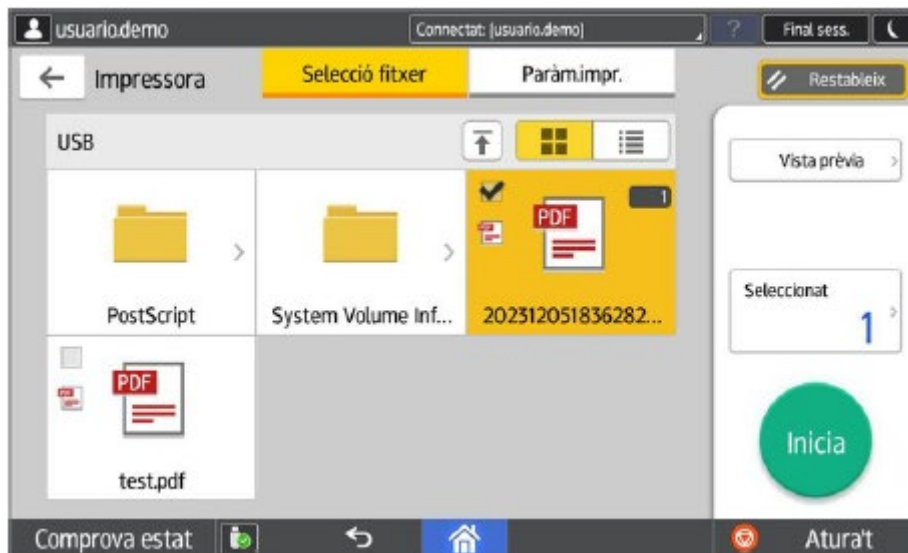 usuario.demo
Connectat: [usuario.demo]
?
Final sess.
Impressora
Selecció fitxer
Paràm.impr.
Restableix
USB
Vista prèvia
PostScript
System Volume Inf...
1
PDF
202312051836282...
Seleccionat
1
PDF
test.pdf
Inicia
Comprova estat
Atura't